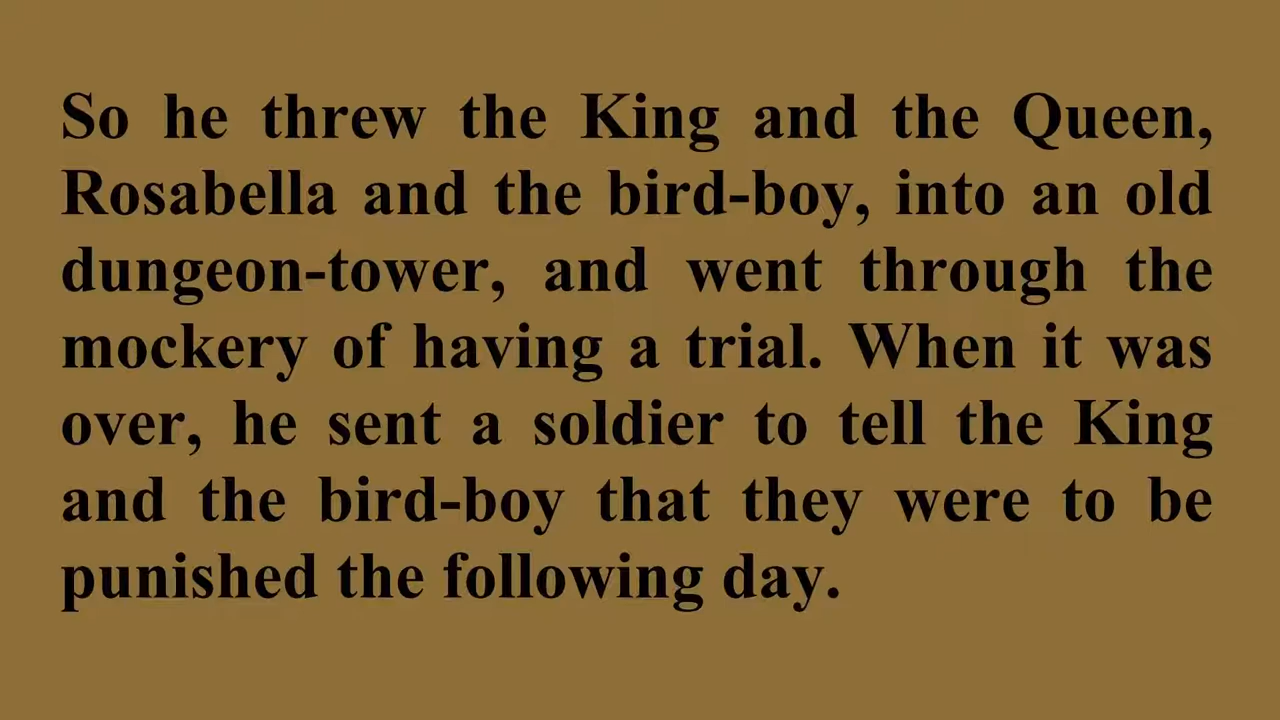 So he threw the King and the Queen,
Rosabella and the bird-boy, into an old
dungeon-tower, and went through the
mockery of having a trial. When it was
over, he sent a soldier to tell the King
and the bird-boy that they were to be
punished the following day.